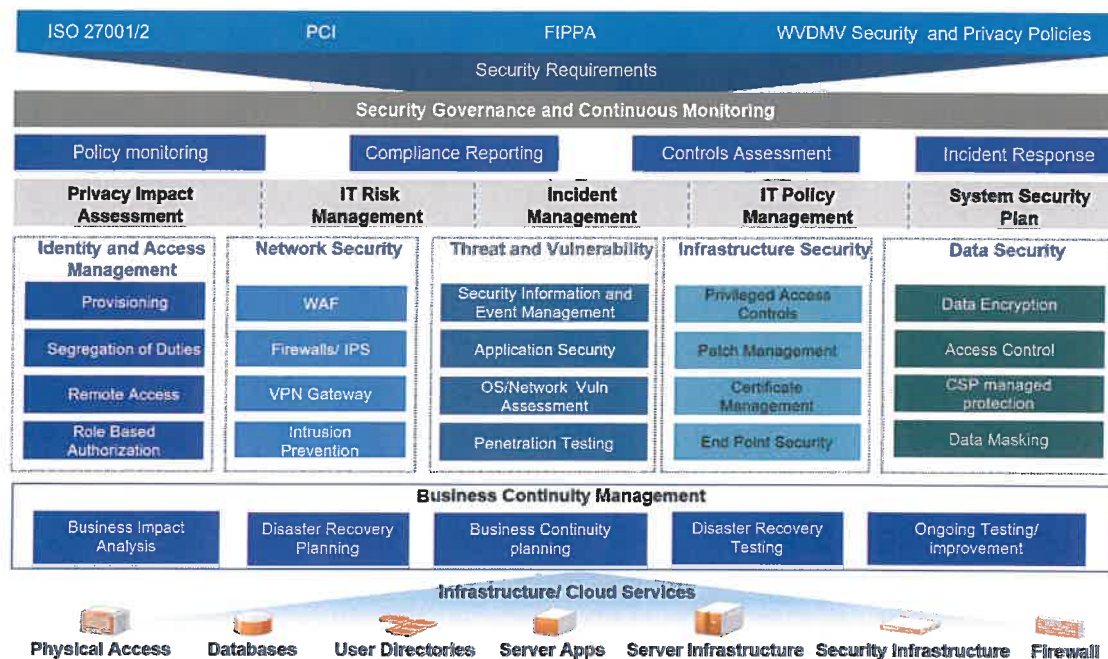 ISO 27001/2 PCI FIPPA WVDMV Security and Privacy Policies
Security Requirements
Security Governance and Continuous Monitoring
Policy monitoring Compliance Reporting Controls Assessment Incident Response
Privacy Impact
Assessment
IT Risk
Management
Incident
Management
IT Policy
Management
System Security
Plan
Identity and Access
Management
Provisioning
Segregation of Duties
Remote Access
Role Based
Authorization
Network Security
WAF
Firewalls/ IPS
VPN Gateway
Intrusion
Prevention
Threat and Vulnerability
Security Information and
Event Management
Application Security
OS/Network Vuln
Assessment
Penetration Testing
Infrastructure Security
Privileged Access
Controls
Patch Management
Certificate
Management
End Point Security
Data Security
Data Encryption
Access Control
CSP managed
protection
Data Masking
Business Continuity Management
Business Impact
Analysis
Disaster Recovery
Planning
Business Continuity
planning
Disaster Recovery
Testing
Ongoing Testing/
improvement
Infrastructure/ Cloud Services
Physical Access Databases User Directories Server Apps Server Infrastructure Security Infrastructure Firewall